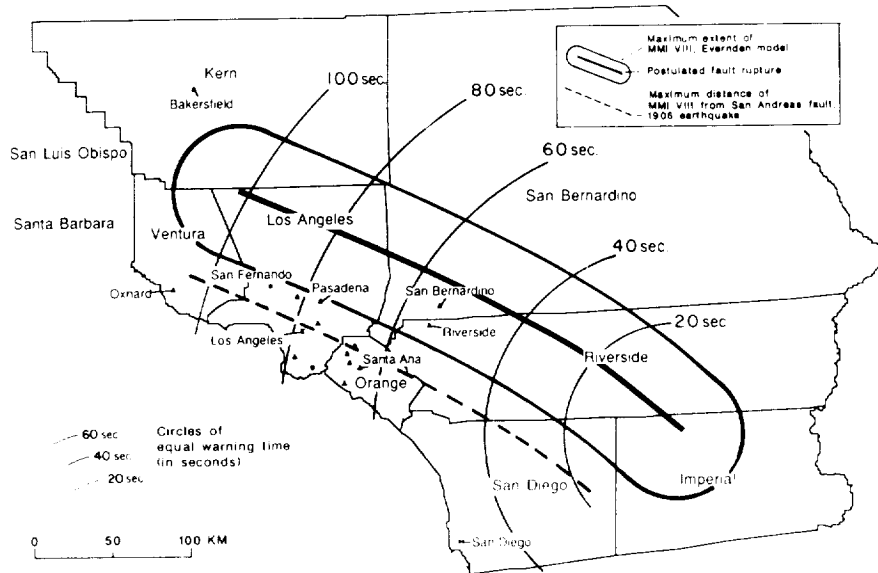 Maximum extent of
MMI VIII, Evernden model
Postulated fault rupture
Maximum distance of
MMI VIII from San Andreas fault,
1906 earthquake
Kern
Bakersfield
100 sec.
80 sec.
60 sec.
San Luis Obispo
San Bernardino
Santa Barbara
Los Angeles
Ventura
40 sec.
San Fernando
Pasadena
San Bernardino
Oxnard
20 sec
Riverside
Los Angeles
Santa Ana
Riverside
Orange
60 sec.
Circles of
equal warning time
(in seconds)
40 sec
20 sec
San Diego
Imperial
San Diego
0 50 100 KM